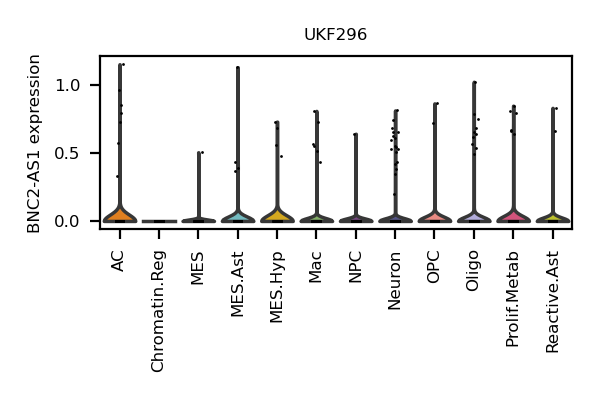 UKF296
BNC2-AS1 expression
1.0
0.5
0.0
AC
Chromatin.Reg
MES
MES.Ast
MES.Hyp
Mac
NPC
Neuron
OPC
Oligo
Prolif.Metab
Reactive.Ast